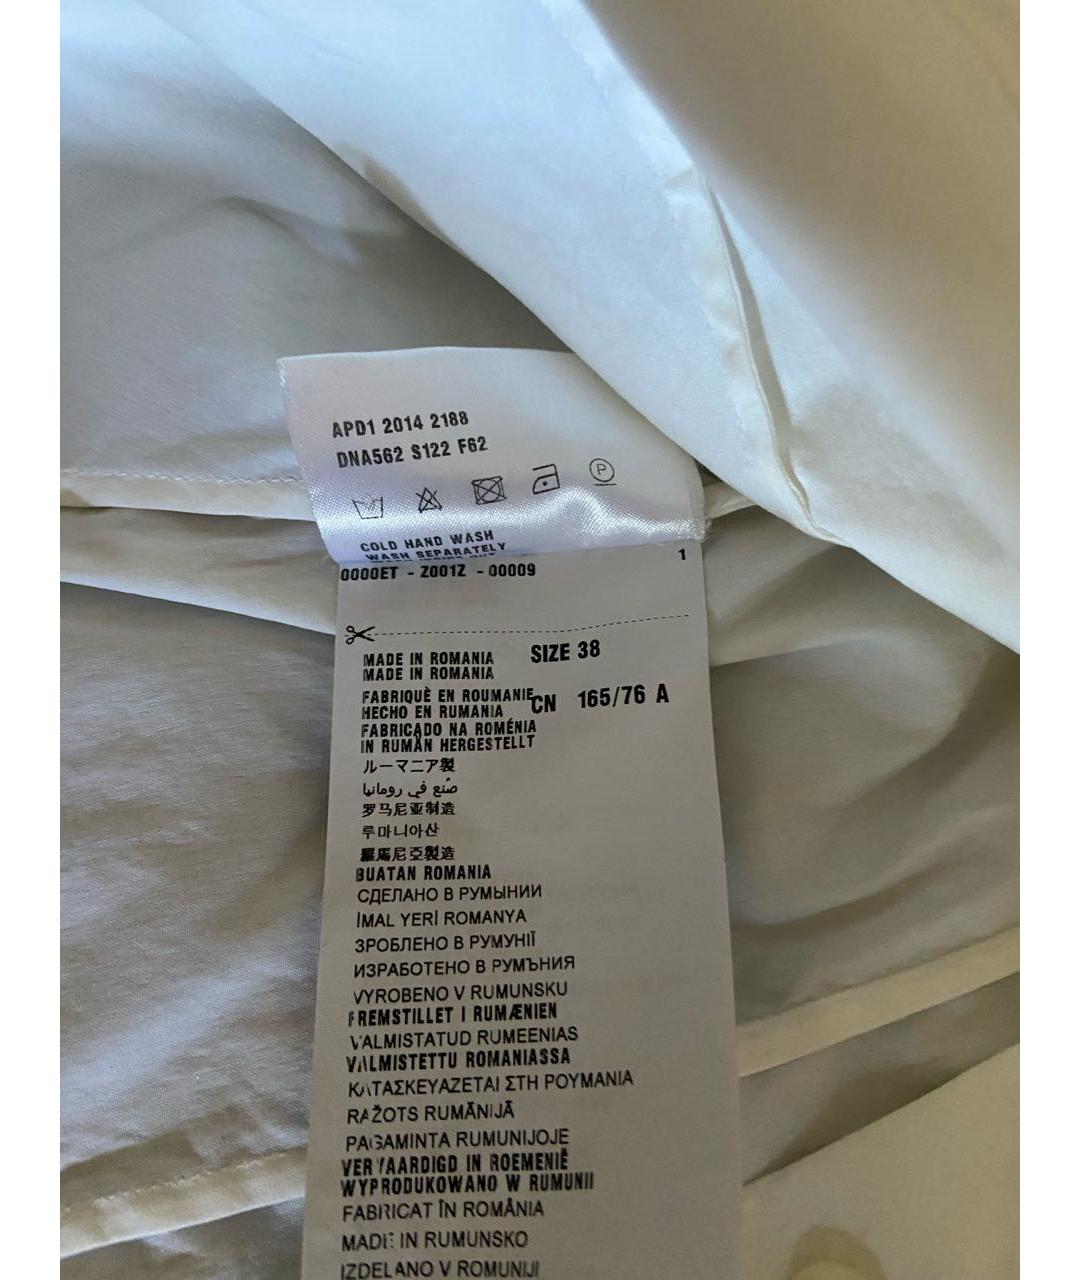 APD1 2014 2188
DNA562 S122 F62
P
COLD HAND WASH
WASH SEPARATELY
0000ET - Z001Z - 00009
1
MADE IN ROMANIA SIZE 38
MADE IN ROMANIA
FABRIQUÈ EN ROUMANIE CN 165/76 A
HECHO EN RUMANIA
FABRICADO NA ROMÉNIA
IN RUMÄN HERGESTELLT
ルーマニア製
صُنع في رومانيا
罗马尼亚制造
루마니아산
羅馬尼亞製造
BUATAN ROMANIA
СДЕЛАНО В РУМЫНИИ
İMAL YERİ ROMANYA
ЗРОБЛЕНО В РУМУНІЇ
ИЗРАБОТЕНО В РУМЪНИЯ
VYROBENO V RUMUNSKU
FREMSTILLET I RUMÆNIEN
VALMISTATUD RUMEENIAS
VALMISTETTU ROMANIASSA
ΚΑΤΑΣΚΕΥΑΖΕΤΑΙ ΣΤΗ ΡΟΥΜΑΝΙΑ
RAŽOTS RUMĀNIJĀ
PAGAMINTA RUMUNIJOJE
VERVAARDIGD IN ROEMENIË
WYPRODUKOWANO W RUMUNII
FABRICAT ÎN ROMÂNIA
MADE IN RUMUNSKO
IZDELANO V ROMUNIJI